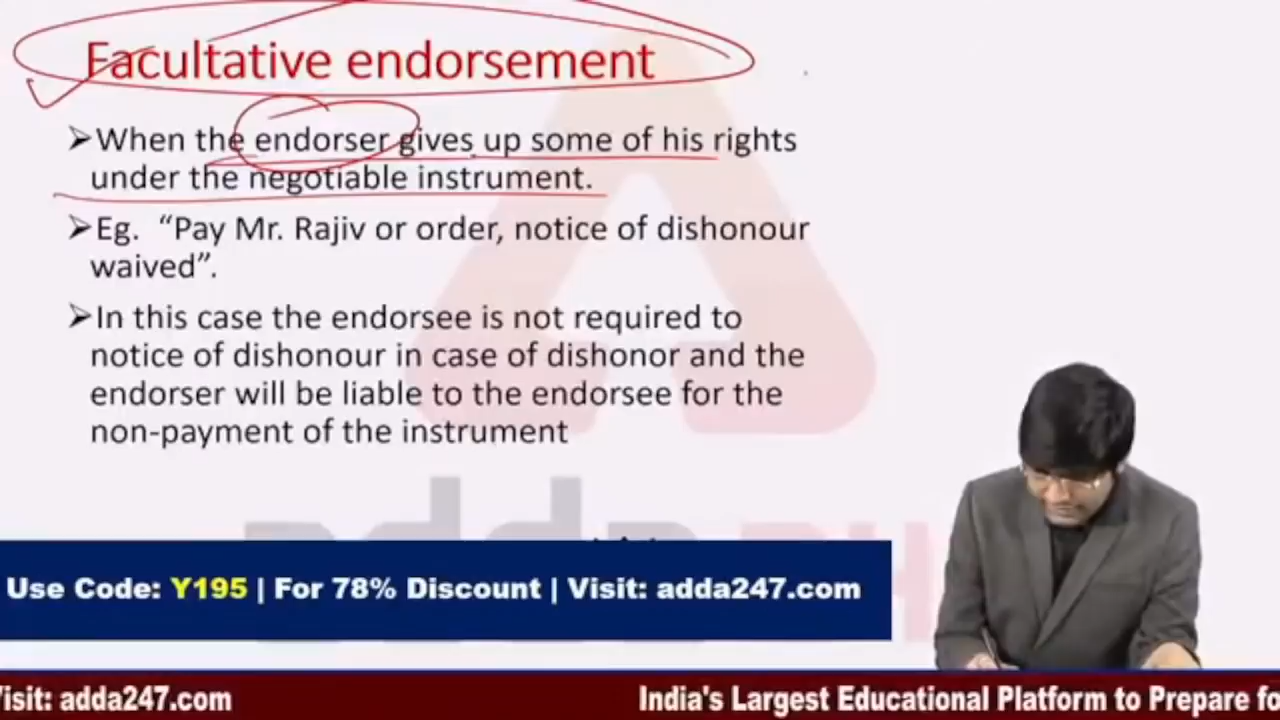 Facultative endorsement
➢When the endorser gives up some of his rights
under the negotiable instrument.
➢Eg. “Pay Mr. Rajiv or order, notice of dishonour
waived”.
➢In this case the endorsee is not required to
notice of dishonour in case of dishonor and the
endorser will be liable to the endorsee for the
non-payment of the instrument
Use Code: Y195 | For 78% Discount | Visit: adda247.com
isit: adda247.com India's Largest Educational Platform to Prepare fo